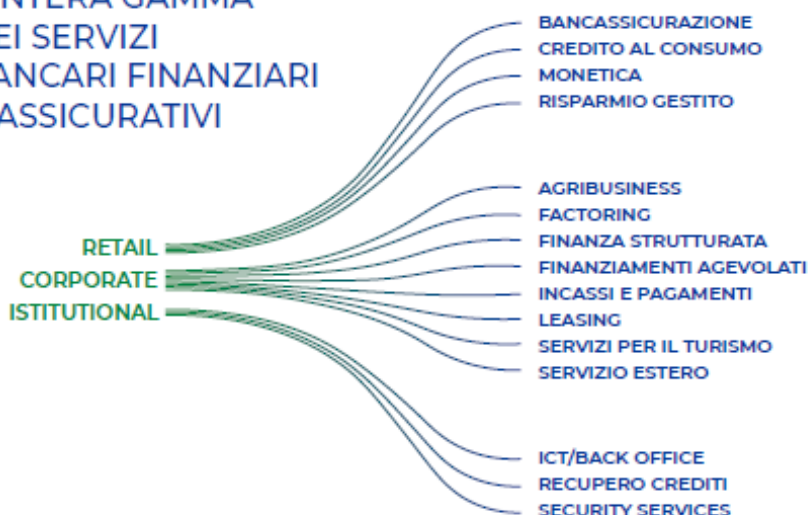 NTERA GAMMA
EI SERVIZI
ANCARI FINANZIARI
ASSICURATIVI
RETAIL
CORPORATE
ISTITUTIONAL
BANCASSICURAZIONE
CREDITO AL CONSUMO
MONETICA
RISPARMIO GESTITO
AGRIBUSINESS
FACTORING
FINANZA STRUTTURATA
FINANZIAMENTI AGEVOLATI
INCASSI E PAGAMENTI
LEASING
SERVIZI PER IL TURISMO
SERVIZIO ESTERO
ICT/BACK OFFICE
RECUPERO CREDITI
SECURITY SERVICES